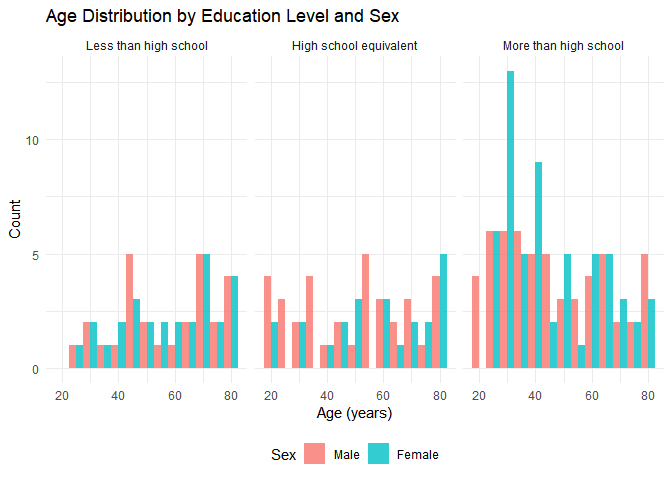 Age Distribution by Education Level and Sex
Less than high school High school equivalent More than high school
10
5
0
Count
20 40 60 80 20 40 60 80 20 40 60 80
Age (years)
Sex Male Female